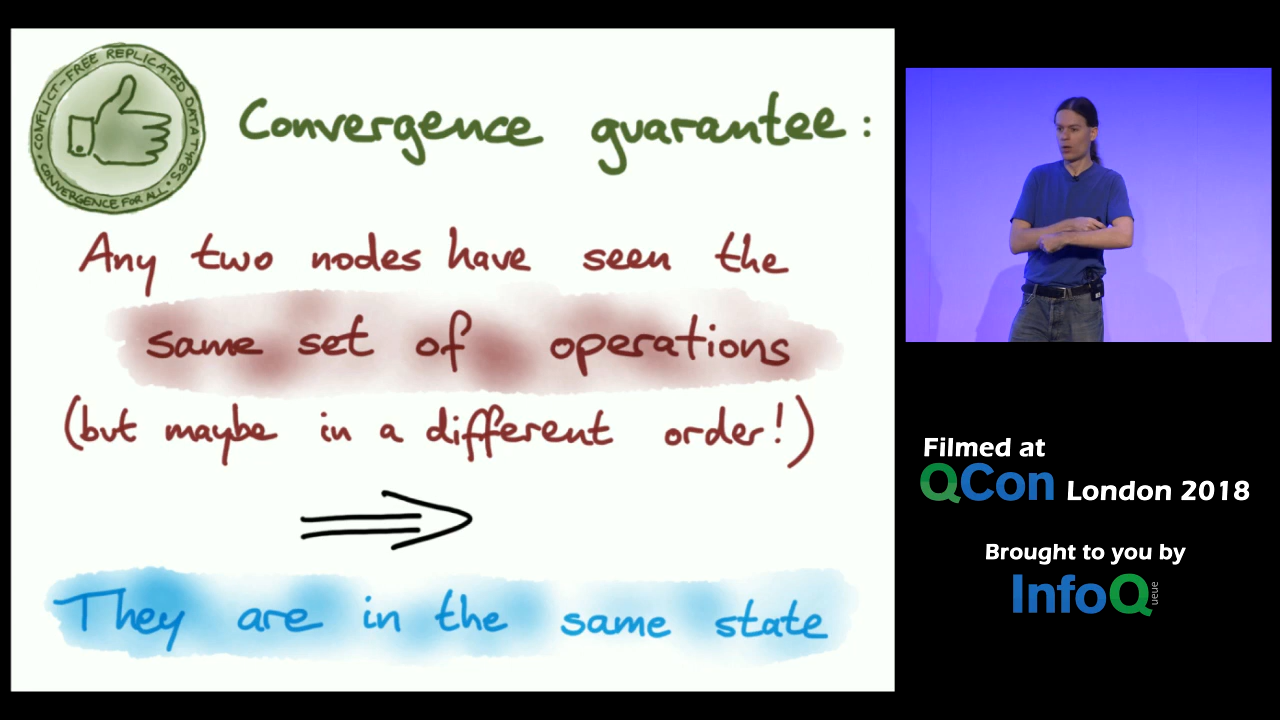 CONFLICT-FREE REPLICATED DATA TYPES
• CONVERGENCE FOR ALL •
Convergence guarantee:
Any two nodes have seen the
same set of operations
(but maybe in a different order!)
They are in the same state
Filmed at
QCon London 2018
Brought to you by
InfoQueue